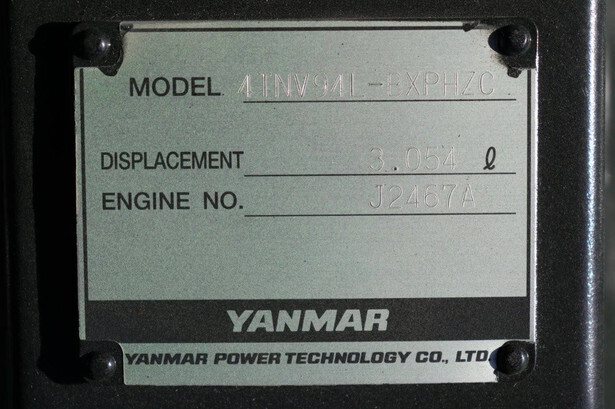 MODEL 4TNV94L-BXPHZC
DISPLACEMENT 3.054 ℓ
ENGINE NO. J2467A
YANMAR
YANMAR POWER TECHNOLOGY CO., LTD.